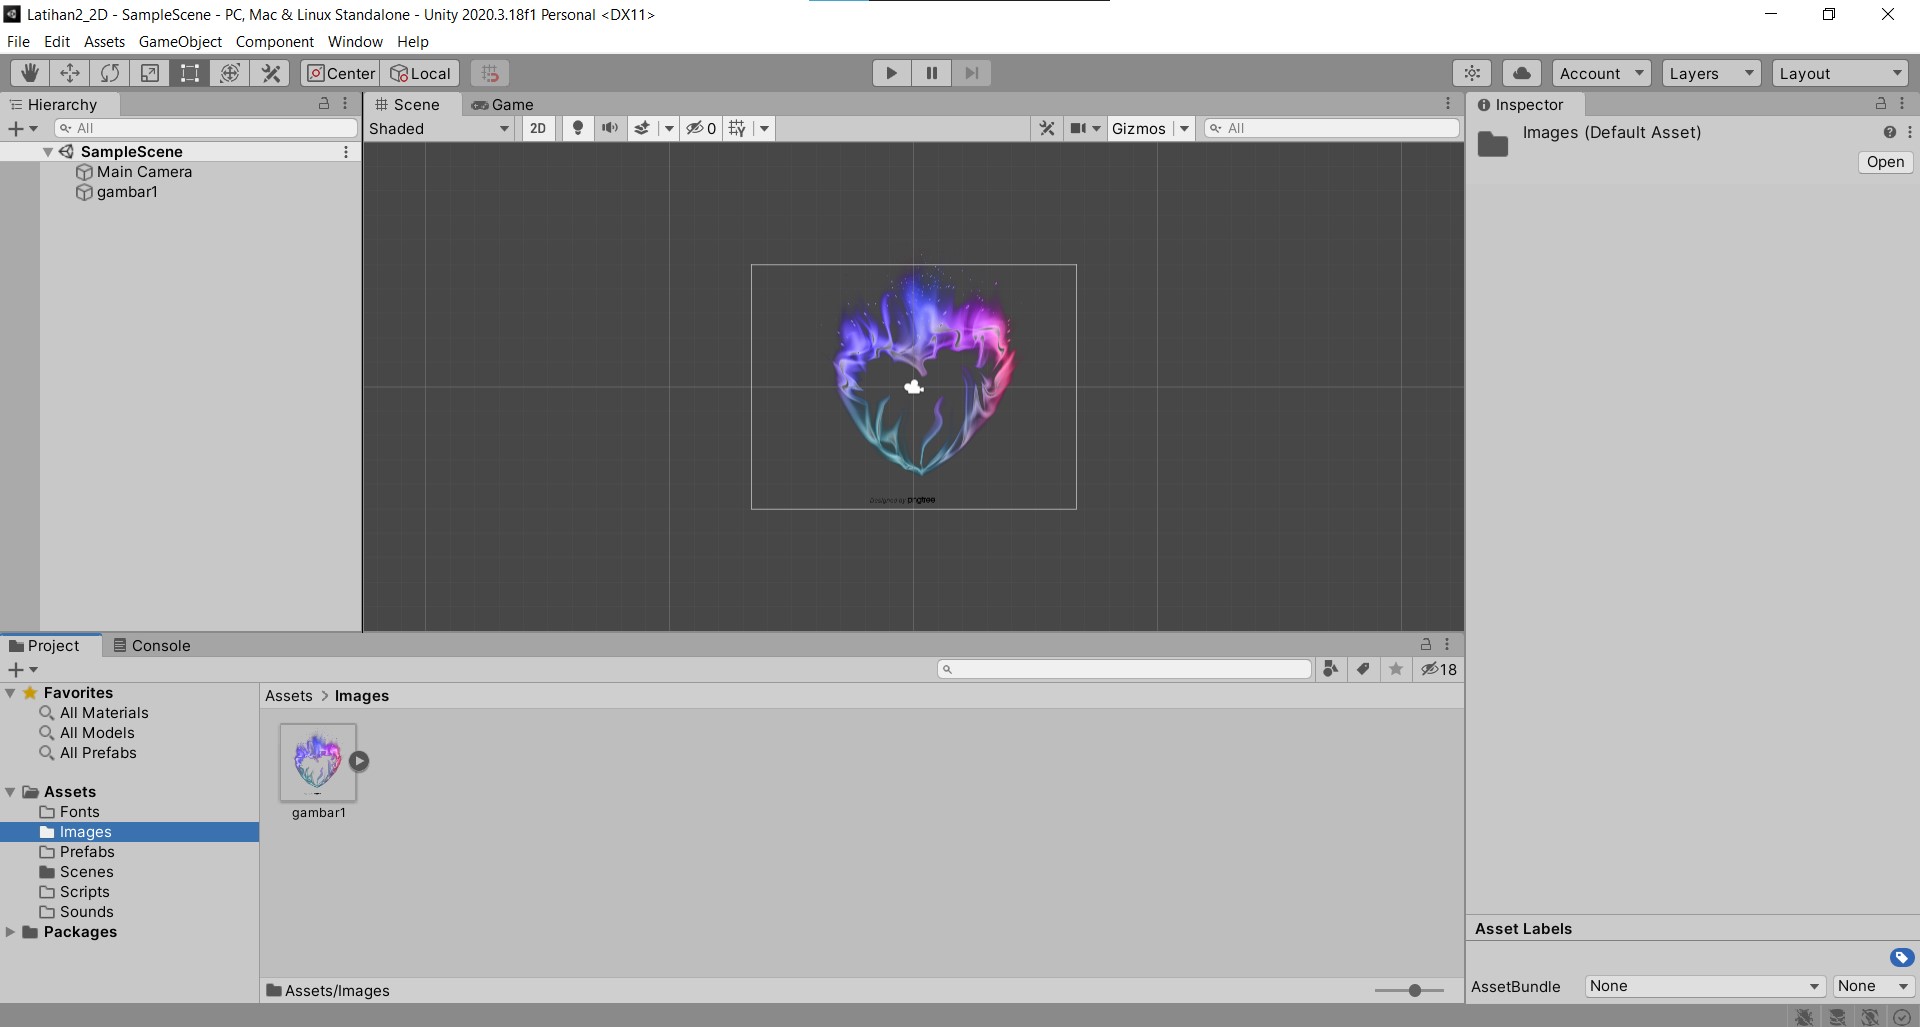 Latihan2_2D - SampleScene - PC, Mac & Linux Standalone - Unity 2020.3.18f1 Personal <DX11>
File Edit Assets GameObject Component Window Help
Center Local Account Layers Layout
Hierarchy
All
SampleScene
Main Camera
gambar1
Scene Game
Shaded 2D 0 Gizmos All
Designed by pngtree
Inspector
Images (Default Asset)
Open
Project Console
18
Favorites
All Materials
All Models
All Prefabs
Assets
Fonts
Images
Prefabs
Scenes
Scripts
Sounds
Packages
Assets > Images
gambar1
Assets/Images
Asset Labels
AssetBundle None None